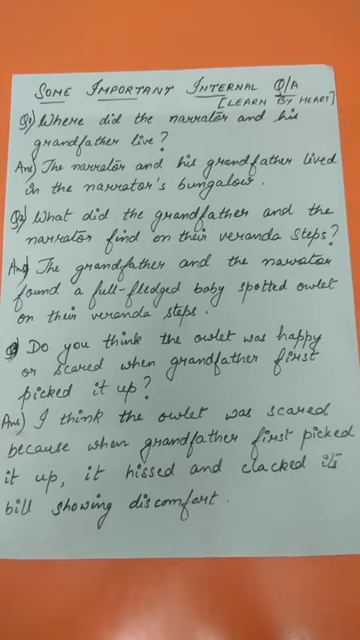 SOME IMPORTANT INTERNAL Q/A
[LEARN BY HEART]
Q1) Where did the narrator and his
grandfather live?
Ans) The narrator and his grandfather lived
in the narrator's bungalow.
Q2) What did the grandfather and the
narrator find on their veranda steps?
Ans) The grandfather and the narrator
found a full-fledged baby spotted owlet
on their veranda steps.
Do you think the owlet was happy
or scared when grandfather first
picked it up?
Ans) I think the owlet was scared
because when grandfather first picked
it up, it hissed and clacked its
bill showing discomfort.